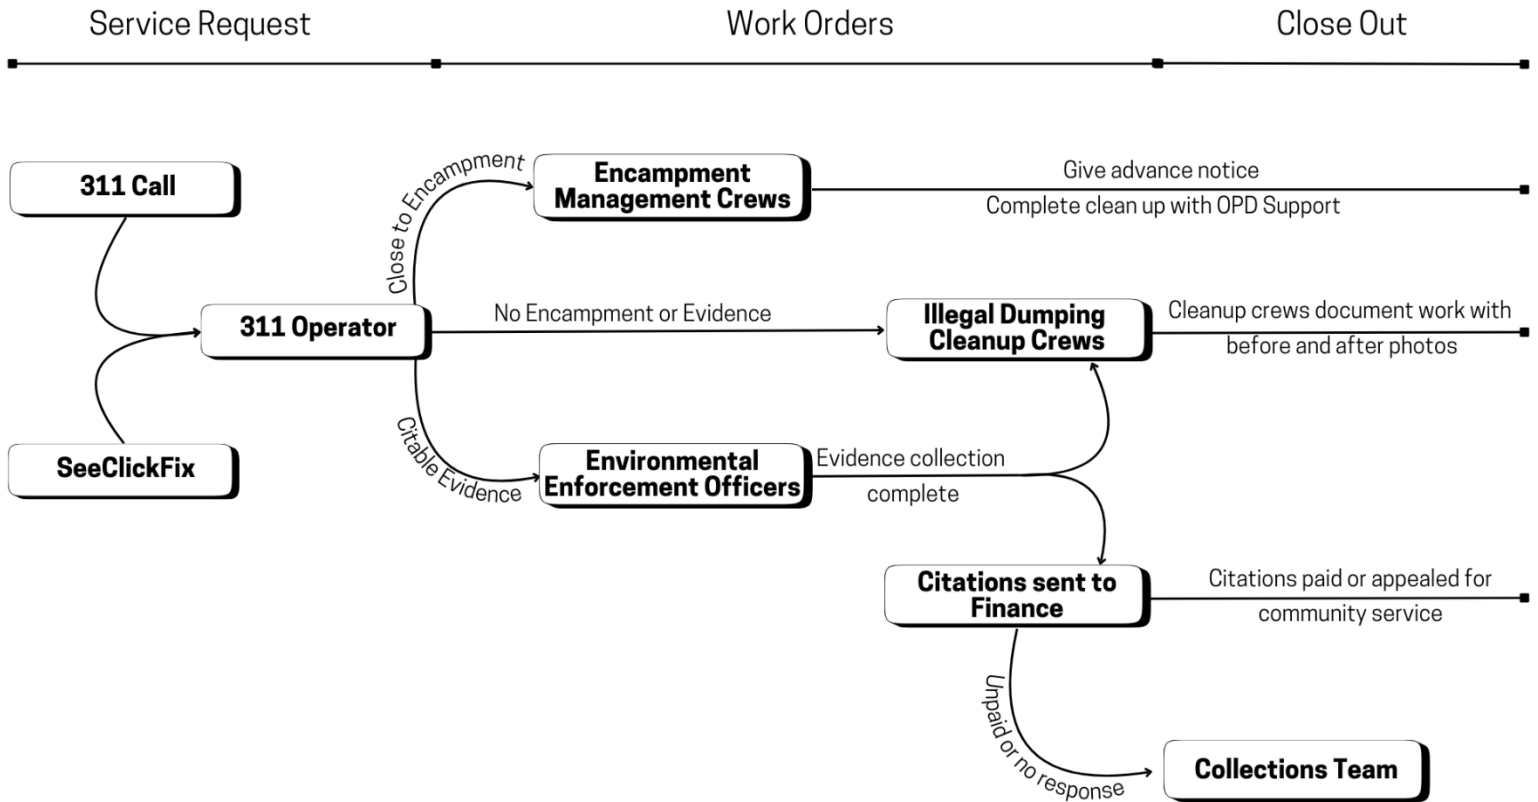 Service Request
Work Orders
Close Out
311 Call
Close to Encampment
Encampment
Management Crews
Give advance notice
Complete clean up with OPD Support
311 Operator
No Encampment or Evidence
Illegal Dumping
Cleanup Crews
Cleanup crews document work with
before and after photos
SeeClickFix
Citable Evidence
Environmental
Enforcement Officers
Evidence collection
complete
Citations sent to
Finance
Citations paid or appealed for
community service
Unpaid or no response
Collections Team